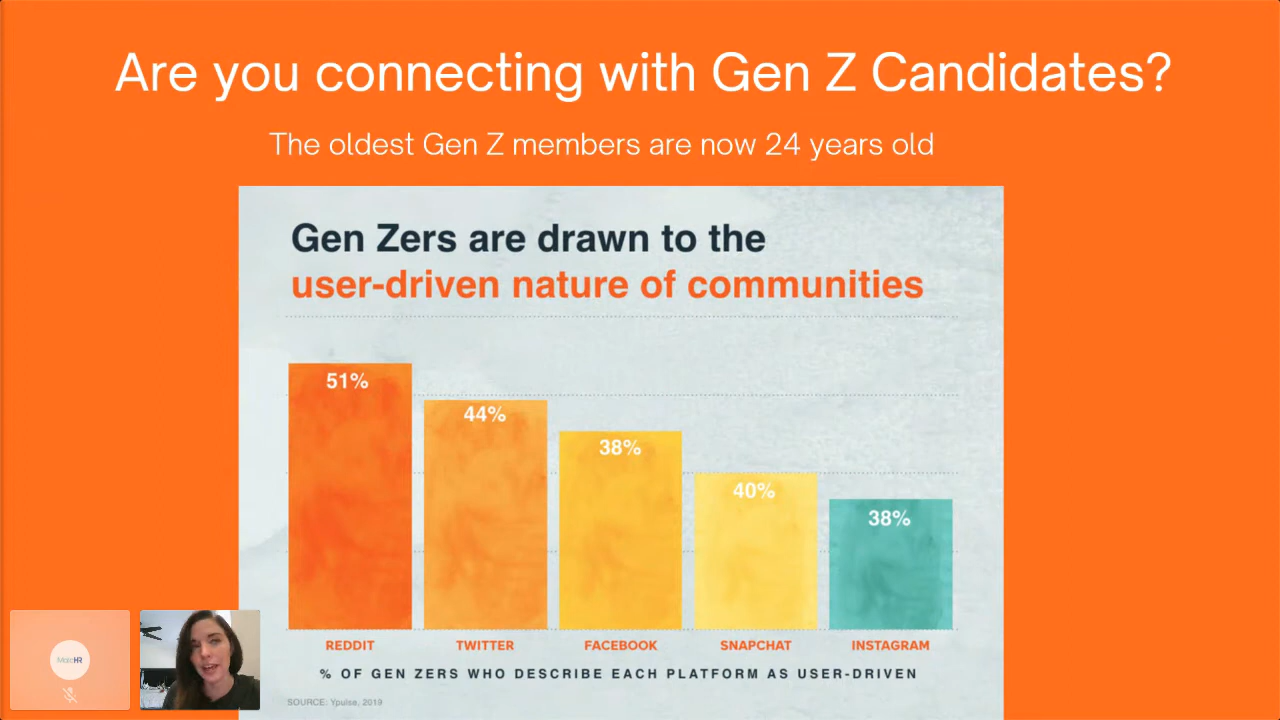 Are you connecting with Gen Z Candidates?
The oldest Gen Z members are now 24 years old
Gen Zers are drawn to the
user-driven nature of communities
51%
44%
38%
40%
38%
REDDIT
TWITTER
FACEBOOK
SNAPCHAT
INSTAGRAM
% OF GEN ZERS WHO DESCRIBE EACH PLATFORM AS USER-DRIVEN
SOURCE: Ypulse, 2019